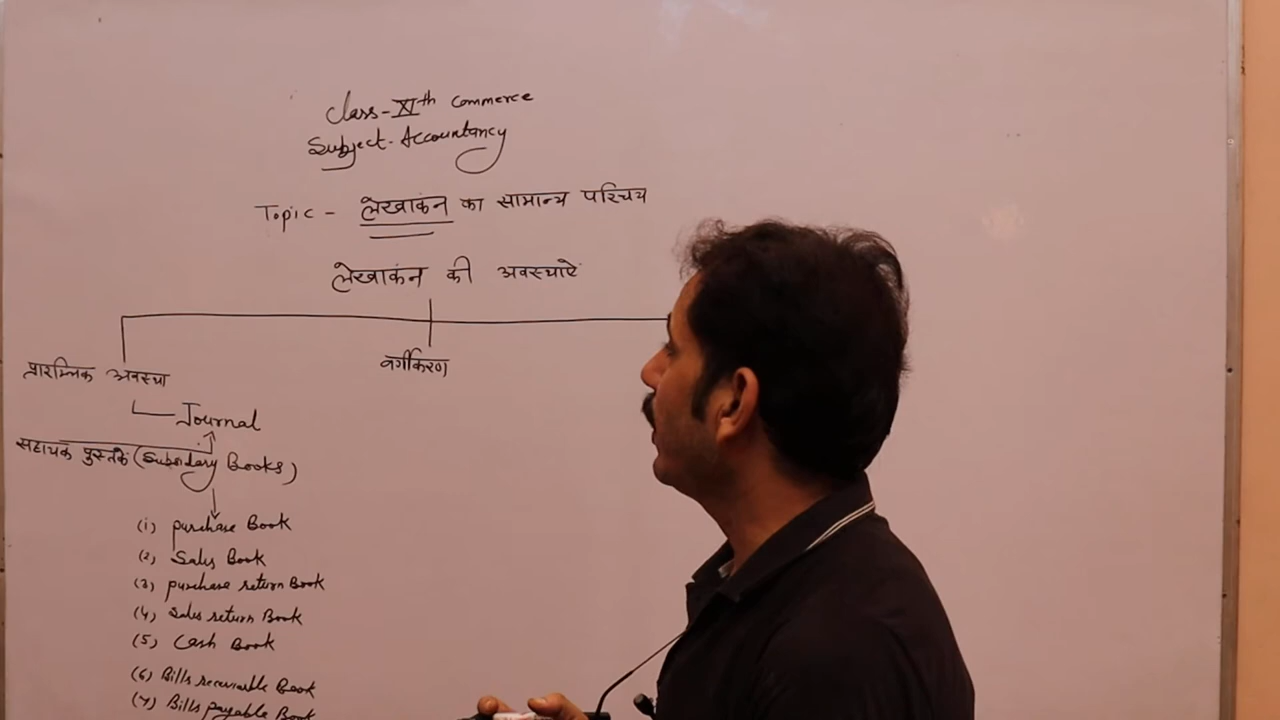 Class-XIth Commerce
Subject-Accountancy
Topic - लेखाकंन का सामान्य परिचय
लेखाकंन की अवस्थाऐं
प्रारम्भिक अवस्था
वर्गीकरण
Journal
सहायक पुस्तकें (Subsidary Books)
(1) purchase Book
(2) Sales Book
(3) purchase return Book
(4) Sales return Book
(5) Cash Book
(6) Bills receivable Book
(7) Bills payable Book